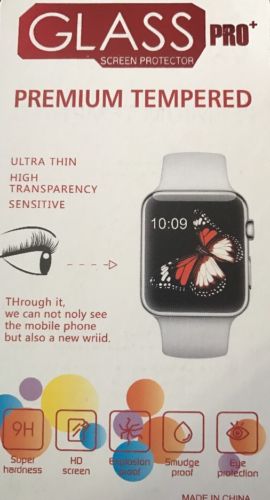 GLASS PRO+
SCREEN PROTECTOR
PREMIUM TEMPERED
ULTRA THIN
HIGH
TRANSPARENCY
SENSITIVE
10:09
THrough it,
we can not noly see
the mobile phone
but also a new wriid.
9H
Super hardness
HD screen
Explosion proof
Smudge proof
Eye protection
MADE IN CHINA